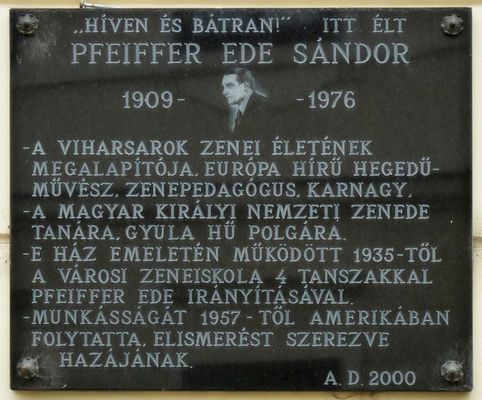 „HÍVEN ÉS BÁTRAN!“ ITT ÉLT
PFEIFFER EDE SÁNDOR
1909- -1976
-A VIHARSAROK ZENEI ÉLETÉNEK
MEGALAPÍTÓJA, EURÓPA HÍRŰ HEGEDŰ-
MŰVÉSZ, ZENEPEDAGÓGUS, KARNAGY.
-A MAGYAR KIRÁLYI NEMZETI ZENEDE
TANÁRA, GYULA HŰ POLGÁRA.
-E HÁZ EMELETÉN MŰKÖDÖTT 1935-TŐL
A VÁROSI ZENEISKOLA 4 TANSZAKKAL
PFEIFFER EDE IRÁNYÍTÁSÁVAL.
-MUNKÁSSÁGÁT 1957-TŐL AMERIKÁBAN
FOLYTATTA, ELISMERÉST SZEREZVE
HAZÁJÁNAK.
A. D. 2000